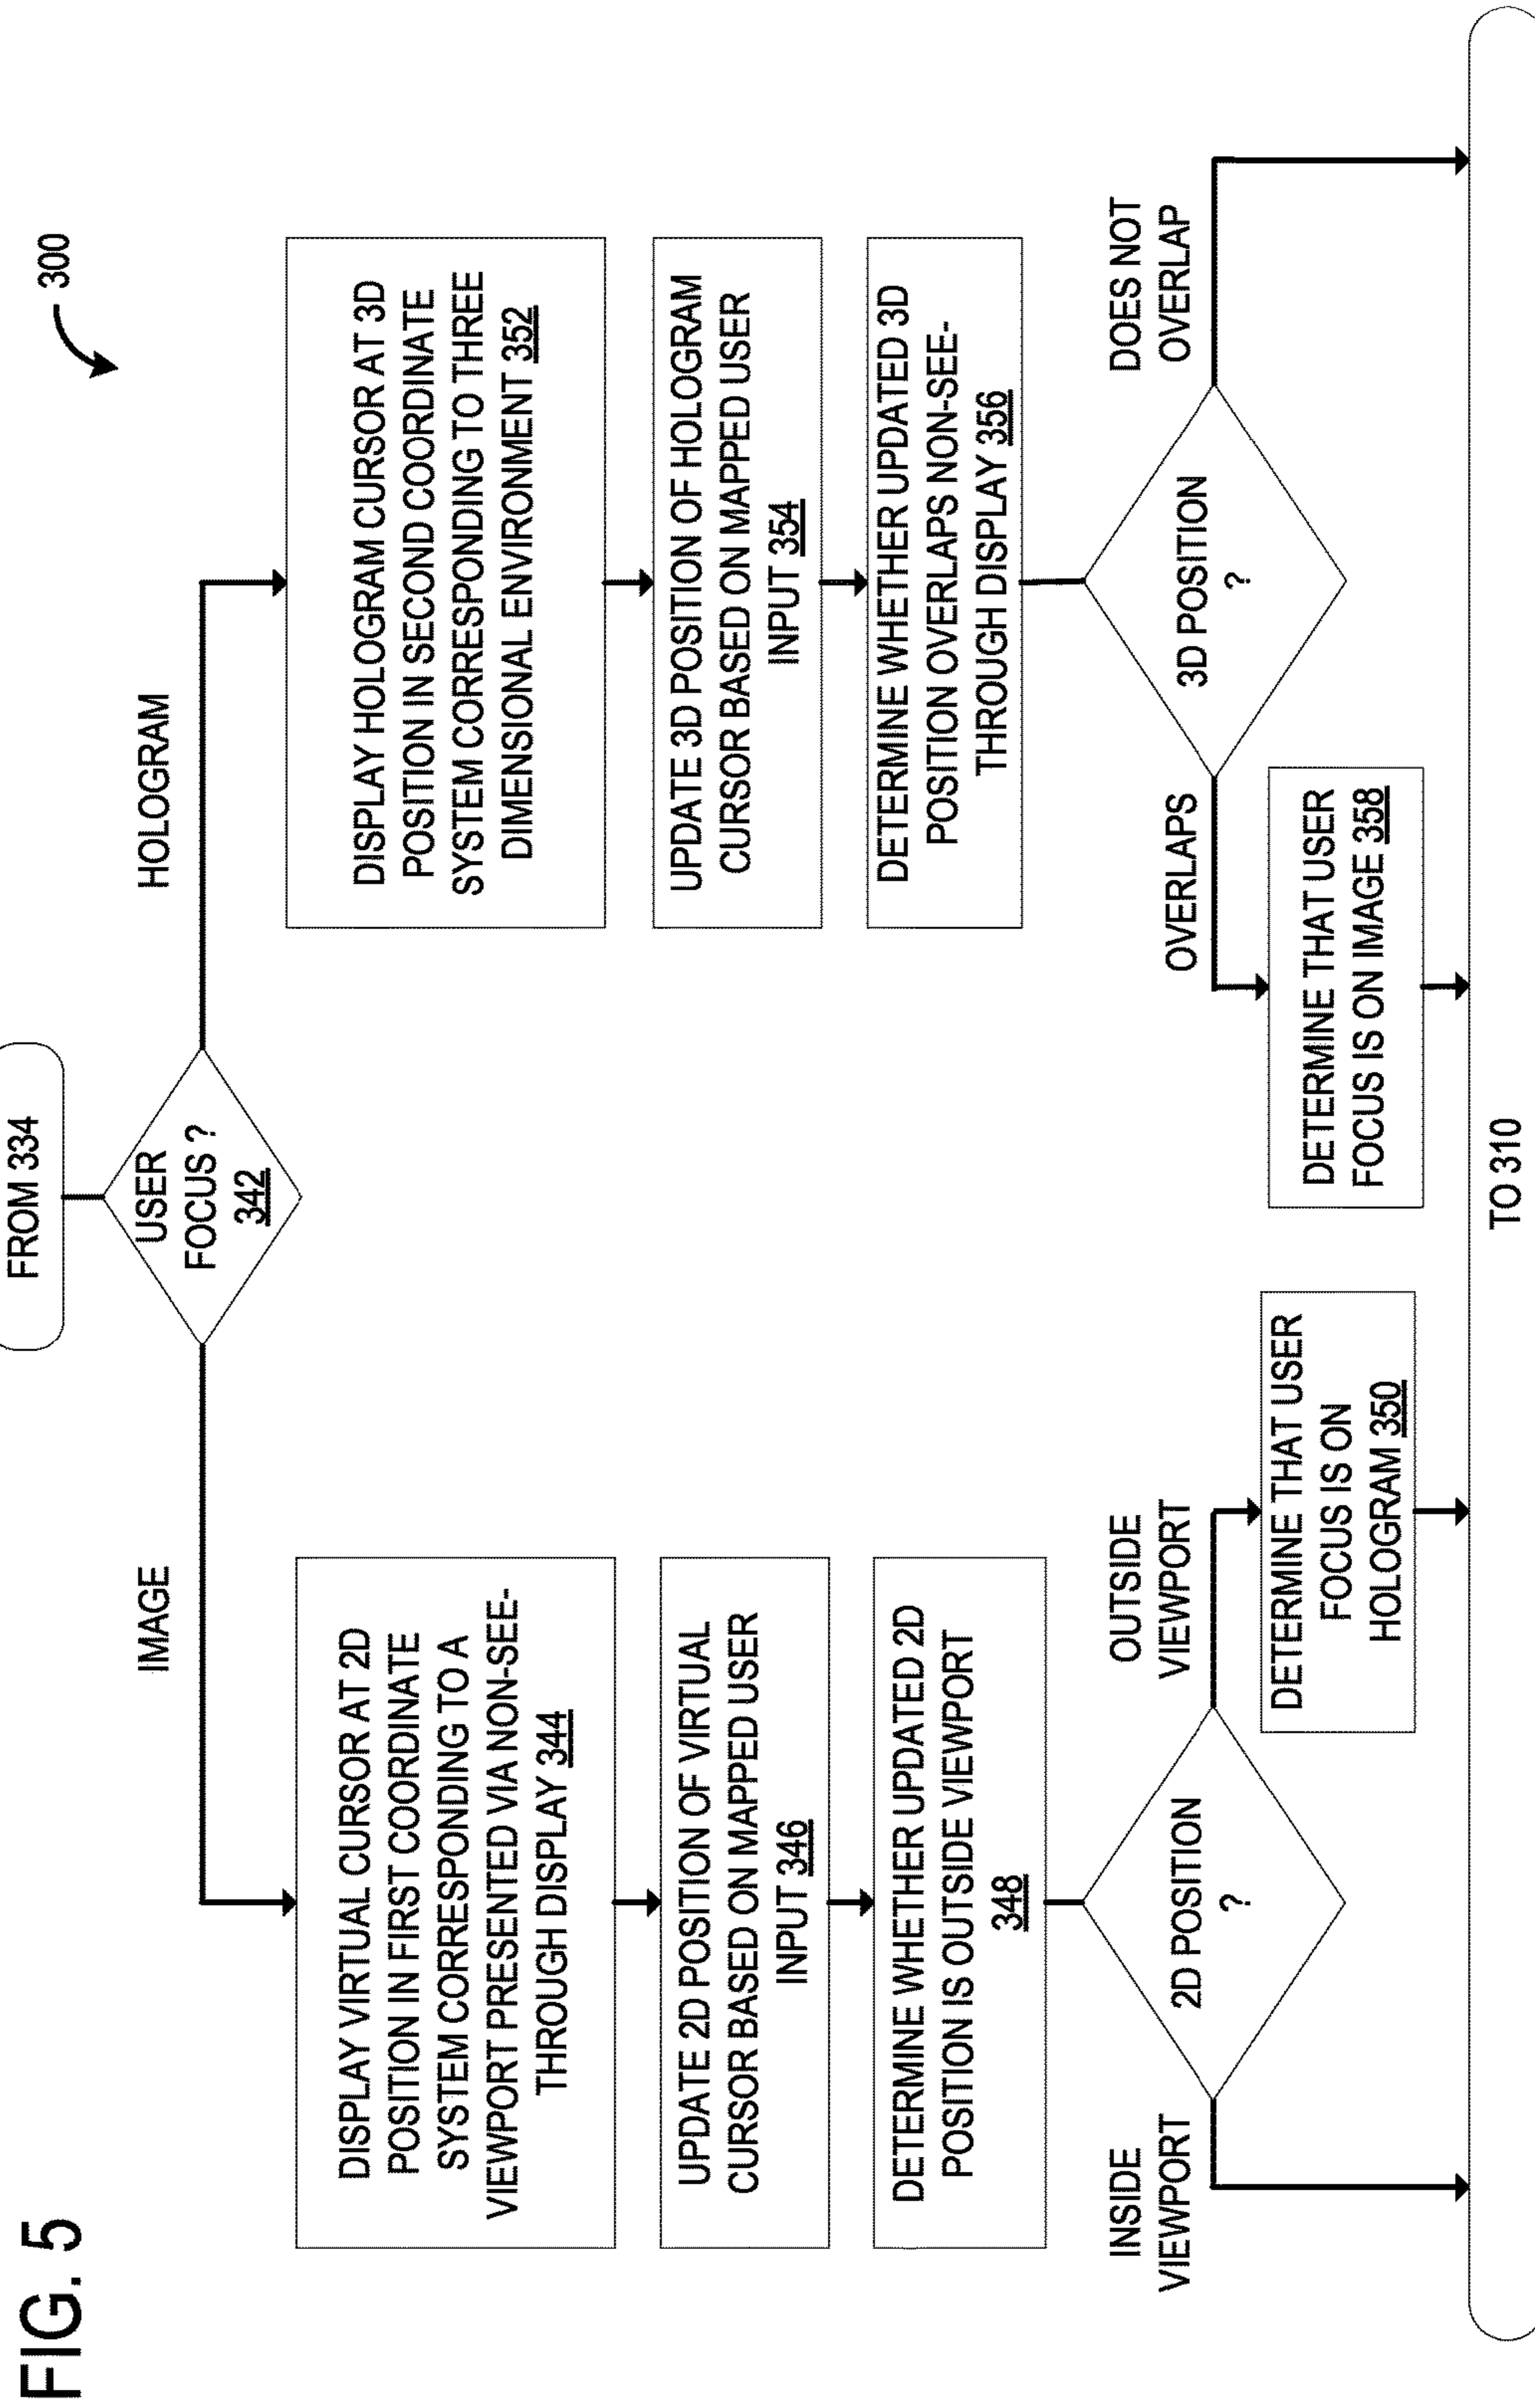 FIG. 5
300
FROM 334
USER
FOCUS ?
342
IMAGE
HOLOGRAM
DISPLAY VIRTUAL CURSOR AT 2D
POSITION IN FIRST COORDINATE
SYSTEM CORRESPONDING TO A
VIEWPORT PRESENTED VIA NON-SEE-
THROUGH DISPLAY 344
UPDATE 2D POSITION OF VIRTUAL
CURSOR BASED ON MAPPED USER
INPUT 346
DETERMINE WHETHER UPDATED 2D
POSITION IS OUTSIDE VIEWPORT
348
2D POSITION
?
INSIDE
VIEWPORT
OUTSIDE
VIEWPORT
DETERMINE THAT USER
FOCUS IS ON
HOLOGRAM 350
DISPLAY HOLOGRAM CURSOR AT 3D
POSITION IN SECOND COORDINATE
SYSTEM CORRESPONDING TO THREE
DIMENSIONAL ENVIRONMENT 352
UPDATE 3D POSITION OF HOLOGRAM
CURSOR BASED ON MAPPED USER
INPUT 354
DETERMINE WHETHER UPDATED 3D
POSITION OVERLAPS NON-SEE-
THROUGH DISPLAY 356
3D POSITION
?
OVERLAPS
DOES NOT
OVERLAP
DETERMINE THAT USER
FOCUS IS ON IMAGE 358
TO 310